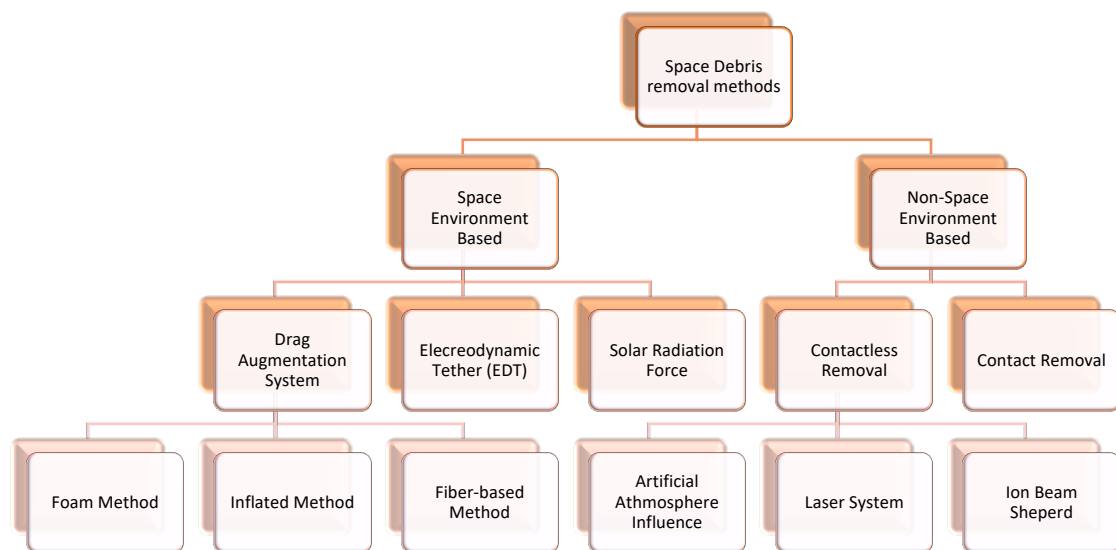 Space Debris
removal methods
Space
Environment
Based
Non-Space
Environment
Based
Drag
Augmentation
System
Elecreodynamic
Tether (EDT)
Solar Radiation
Force
Contactless
Removal
Contact Removal
Foam Method
Inflated Method
Fiber-based
Method
Artificial
Athmosphere
Influence
Laser System
Ion Beam
Sheperd